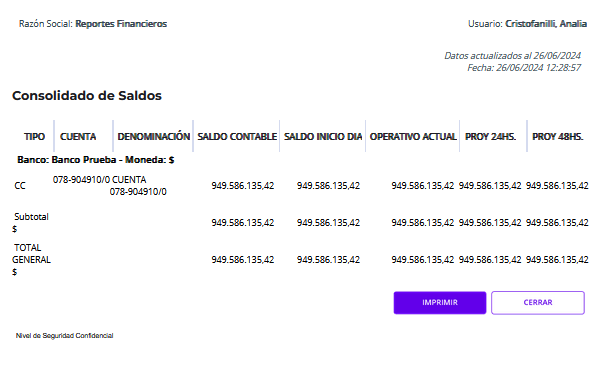 Razón Social: Reportes Financieros Usuario: Cristofanilli, Analia
Datos actualizados al 26/06/2024
Fecha: 26/06/2024 12:28:57
Consolidado de Saldos
TIPO CUENTA DENOMINACIÓN SALDO CONTABLE SALDO INICIO DIA OPERATIVO ACTUAL PROY 24HS. PROY 48HS.
Banco: Banco Prueba - Moneda: $
078-904910/0 CUENTA
CC 949.586.135,42 949.586.135,42 949.586.135,42 949.586.135,42 949.586.135,42
078-904910/0
Subtotal
949.586.135,42 949.586.135,42 949.586.135,42 949.586.135,42 949.586.135,42
$
TOTAL
GENERAL 949.586.135,42 949.586.135,42 949.586.135,42 949.586.135,42 949.586.135,42
$
IMPRIMIR CERRAR
Nivel de Seguridad Confidencial